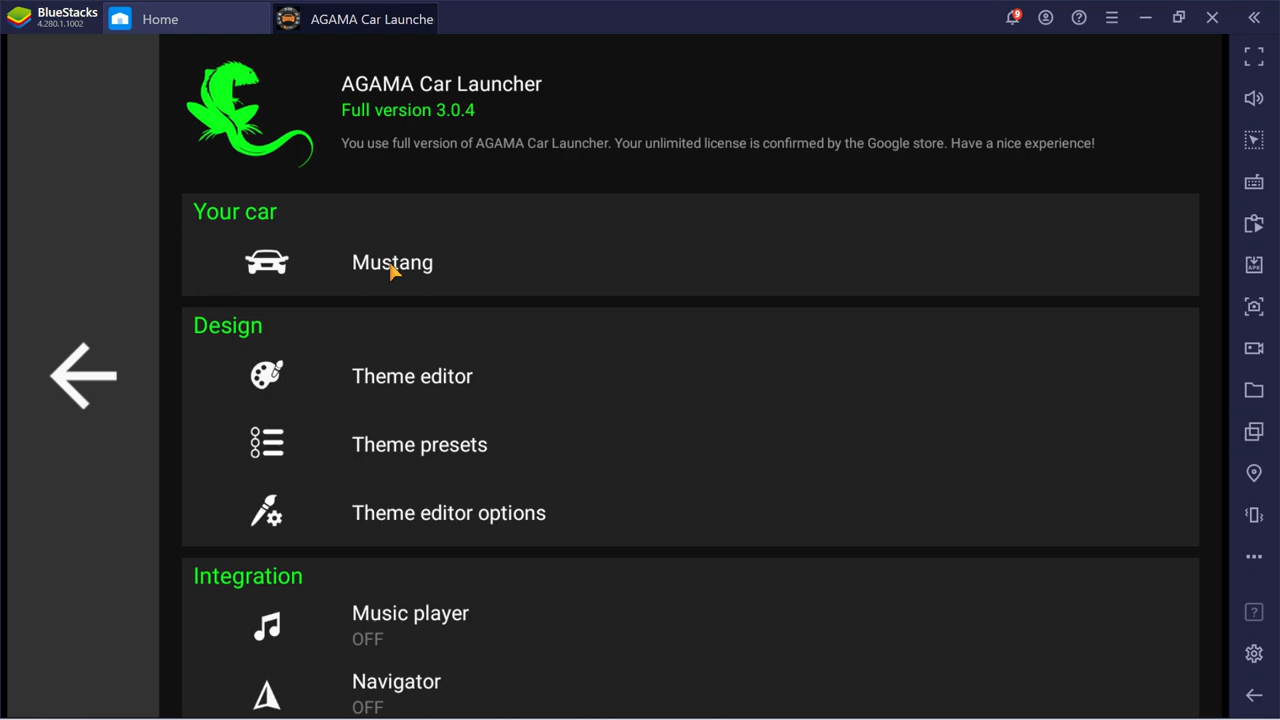 BlueStacks
4.280.1.1002
Home
AGAMA Car Launche
9
AGAMA Car Launcher
Full version 3.0.4
You use full version of AGAMA Car Launcher. Your unlimited license is confirmed by the Google store. Have a nice experience!
Your car
Mustang
Design
Theme editor
Theme presets
Theme editor options
Integration
Music player
OFF
Navigator
OFF